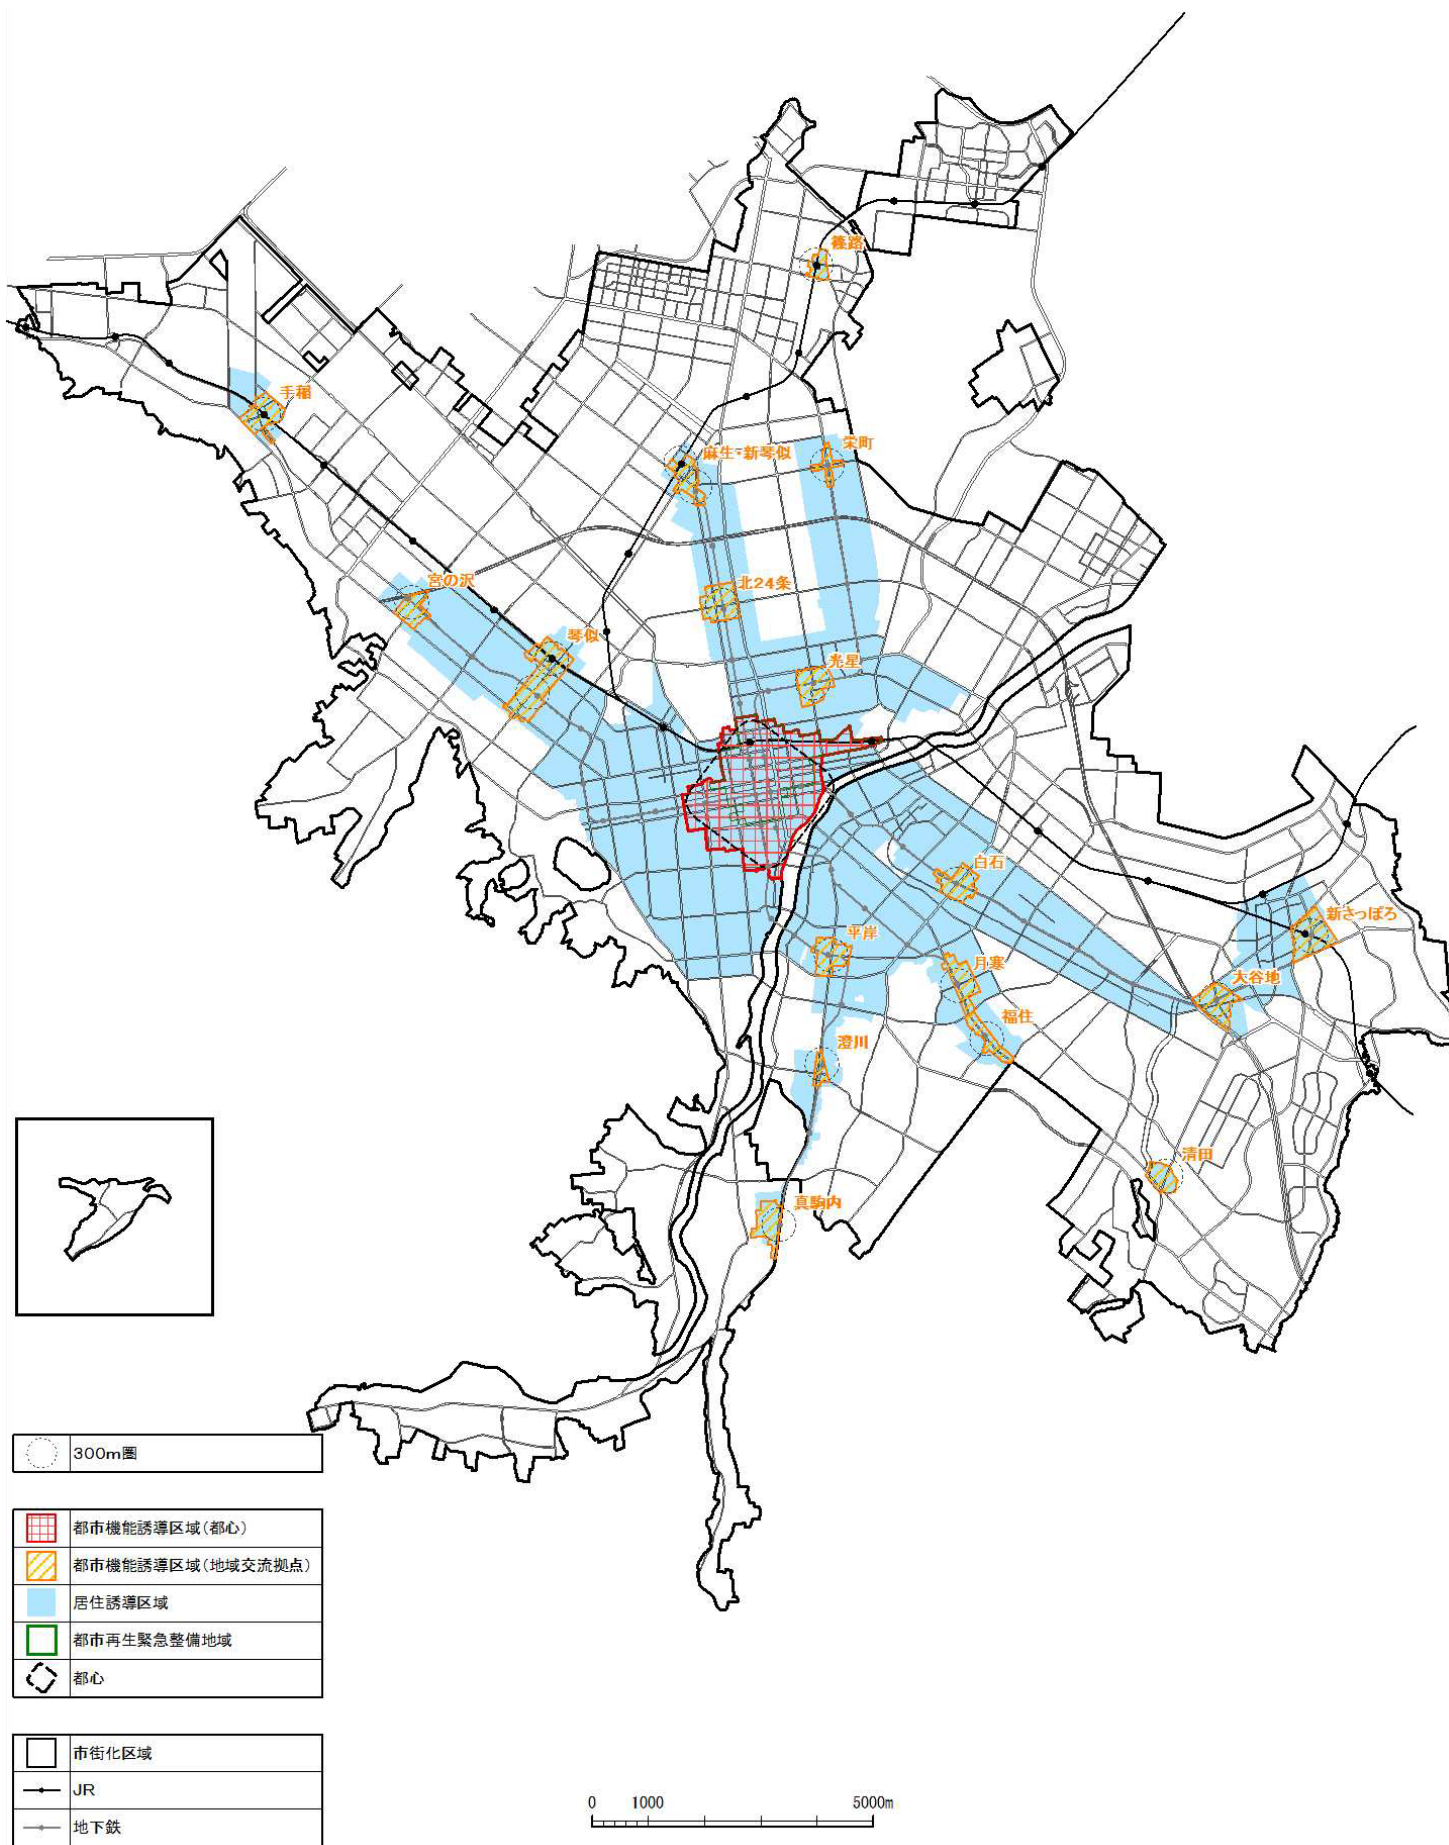 篠路
手稲
麻生・新琴似
栄町
宮の沢
北24条
琴似
光星
白石
新さっぽろ
平岸
月寒
大谷地
福住
澄川
清田
真駒内
300m圏
都市機能誘導区域(都心)
都市機能誘導区域(地域交流拠点)
居住誘導区域
都市再生緊急整備地域
都心
市街化区域
JR
地下鉄
0 1000 5000m